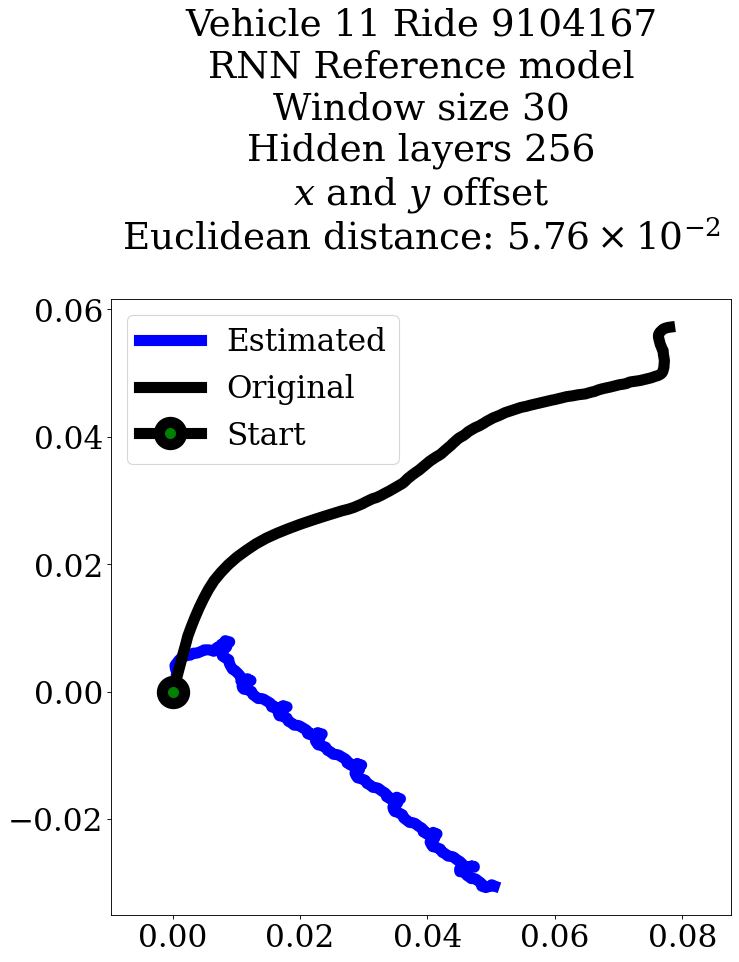 Vehicle 11 Ride 9104167
RNN Reference model
Window size 30
Hidden layers 256
x and y offset
Euclidean distance: 5.76 × 10⁻²
0.06
0.04
0.02
0.00
−0.02
Estimated
Original
Start
0.00 0.02 0.04 0.06 0.08